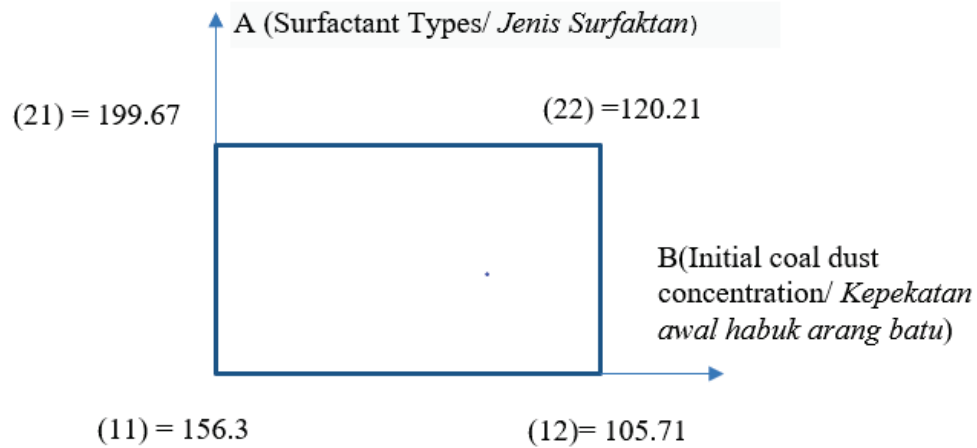 A (Surfactant Types/ Jenis Surfaktan)
(21) = 199.67
(22) =120.21
B(Initial coal dust
concentration/ Kepekatan
awal habuk arang batu)
(11) = 156.3
(12)= 105.71